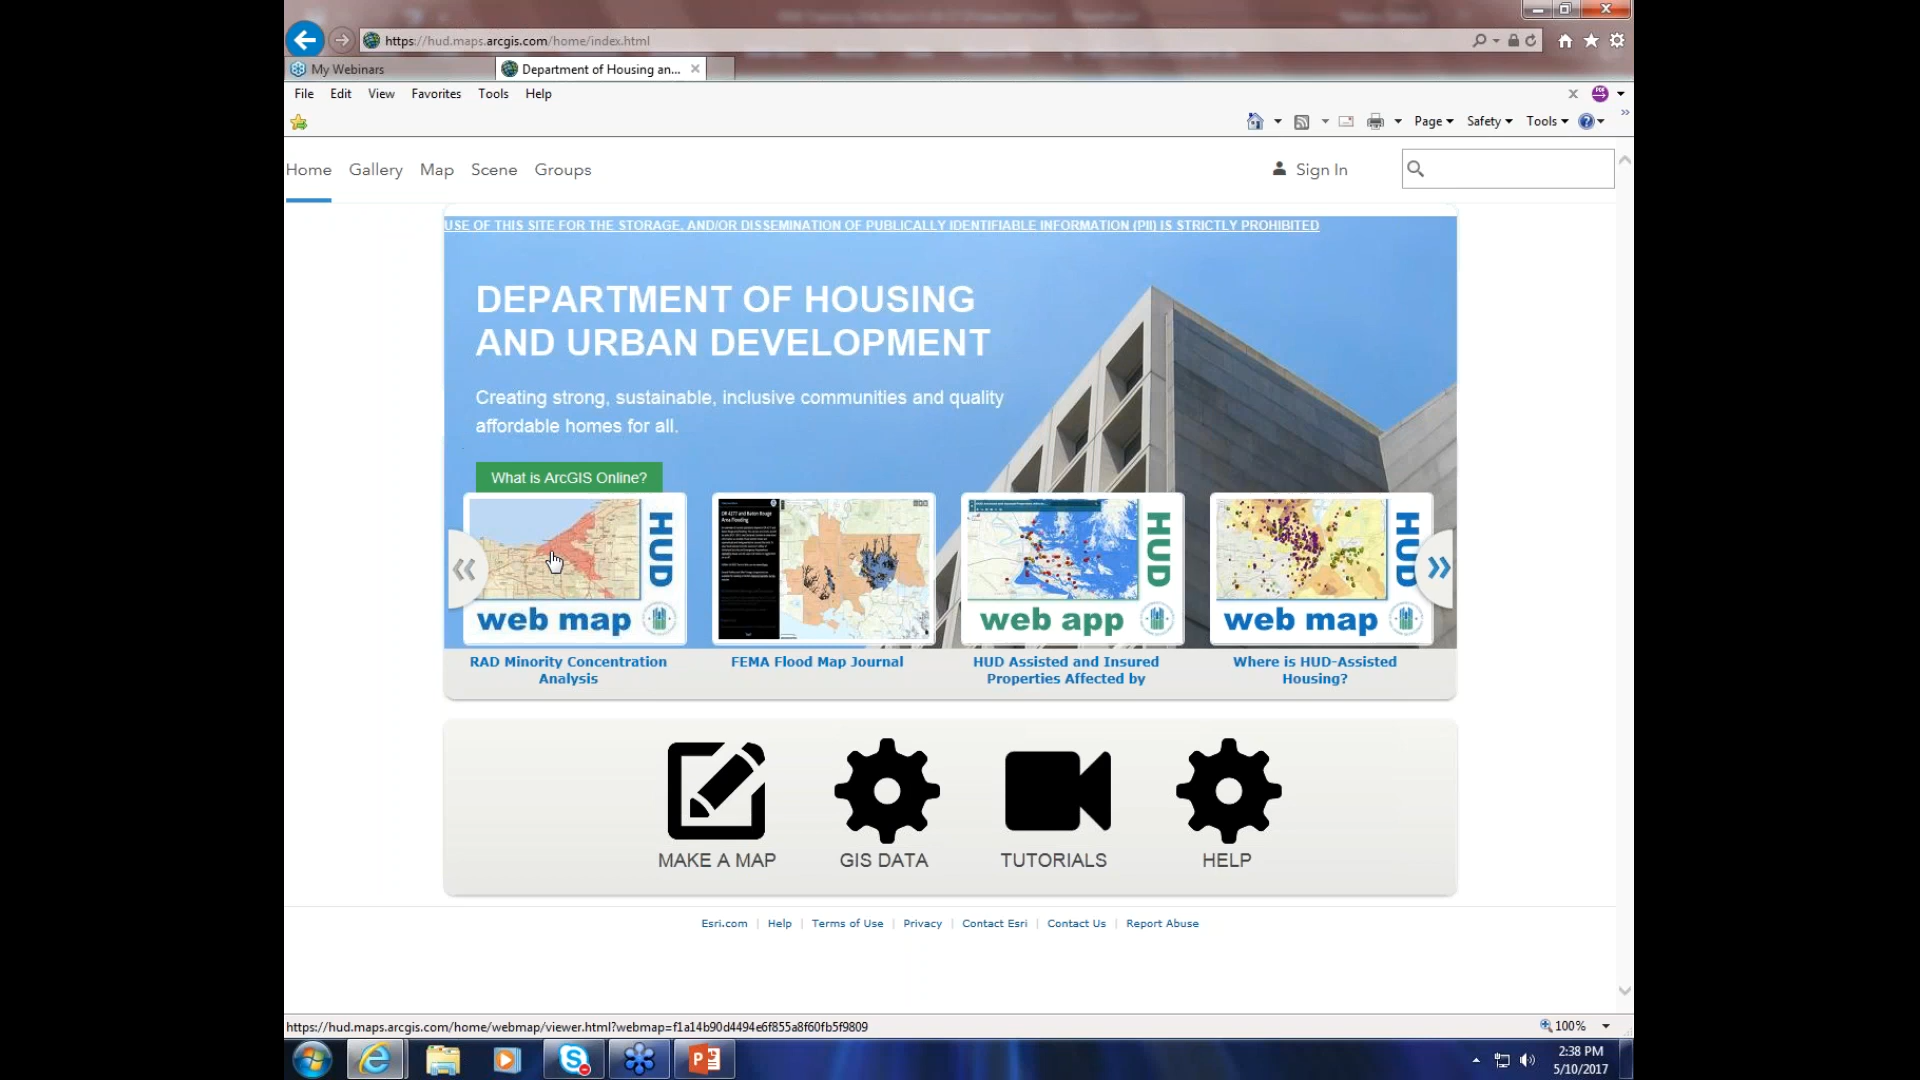 https://hud.maps.arcgis.com/home/index.html
My Webinars
Department of Housing an...
File Edit View Favorites Tools Help
Page Safety Tools
Home Gallery Map Scene Groups
Sign In
USE OF THIS SITE FOR THE STORAGE, AND/OR DISSEMINATION OF PUBLICALLY IDENTIFIABLE INFORMATION (PII) IS STRICTLY PROHIBITED
DEPARTMENT OF HOUSING
AND URBAN DEVELOPMENT
Creating strong, sustainable, inclusive communities and quality
affordable homes for all.
What is ArcGIS Online?
HUD
web map
DR 4277 and Baton Rouge
Area Flooding
HUD
web app
HUD
web map
RAD Minority Concentration
Analysis
FEMA Flood Map Journal
HUD Assisted and Insured
Properties Affected by
Where is HUD-Assisted
Housing?
MAKE A MAP
GIS DATA
TUTORIALS
HELP
Esri.com | Help | Terms of Use | Privacy | Contact Esri | Contact Us | Report Abuse
https://hud.maps.arcgis.com/home/webmap/viewer.html?webmap=f1a14b90d4494e6f855a8f60fb5f9809
100%
2:38 PM
5/10/2017